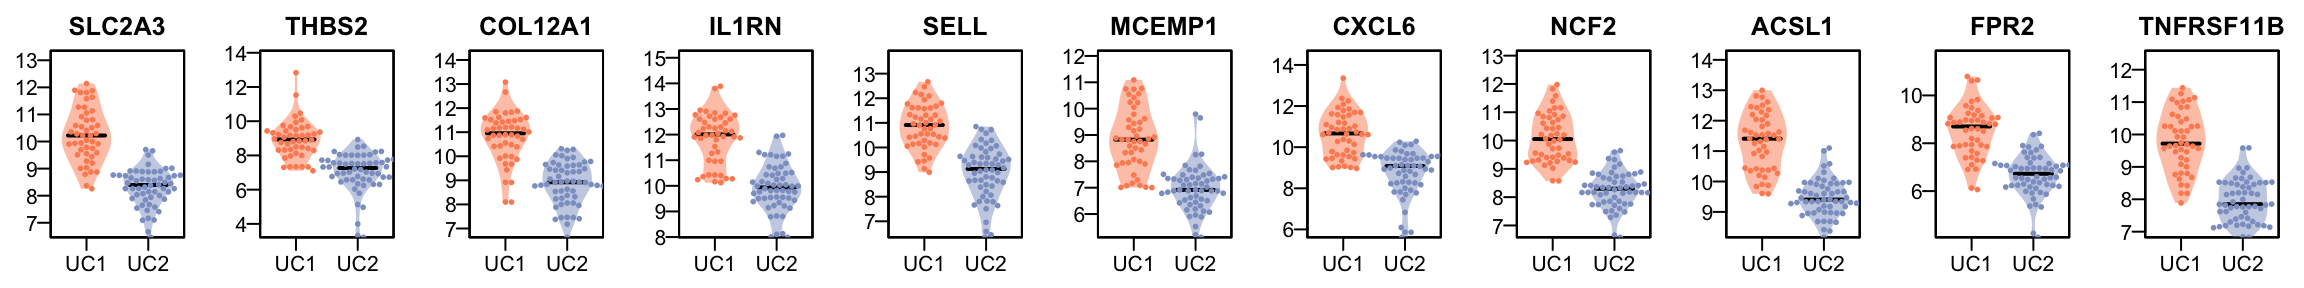 SLC2A3 THBS2 COL12A1 IL1RN SELL MCEMP1 CXCL6 NCF2 ACSL1 FPR2 TNFRSF11B
13 12 11 10 9 8 7
14 12 10 8 6 4
14 13 12 11 10 9 8 7
15 14 13 12 11 10 9 8
13 12 11 10 9 8 7
12 11 10 9 8 7 6
14 12 10 8 6
13 12 11 10 9 8 7
14 13 12 11 10 9
10 8 6
12 11 10 9 8 7
UC1 UC2 UC1 UC2 UC1 UC2 UC1 UC2 UC1 UC2 UC1 UC2 UC1 UC2 UC1 UC2 UC1 UC2 UC1 UC2 UC1 UC2